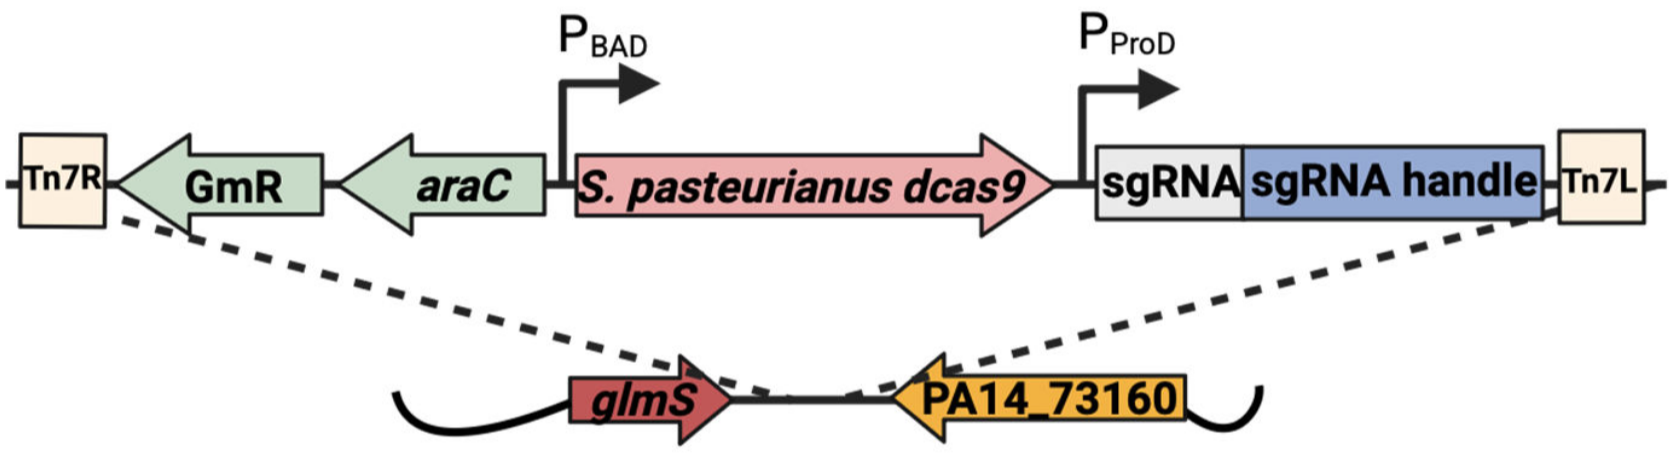 PBAD
PProD
Tn7R
GmR
araC
S. pasteurianus dcas9
sgRNA
sgRNA handle
Tn7L
glmS
PA14_73160